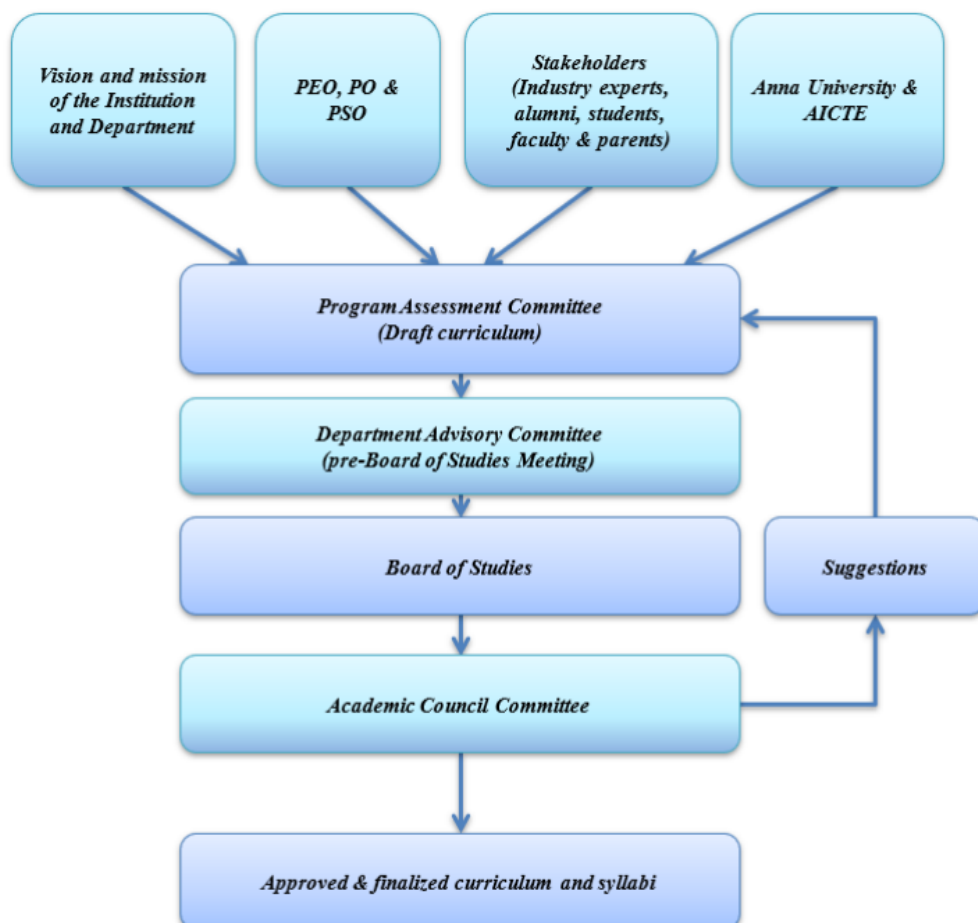 Vision and mission
of the Institution
and Department
PEO, PO &
PSO
Stakeholders
(Industry experts,
alumni, students,
faculty & parents)
Anna University &
AICTE
Program Assessment Committee
(Draft curriculum)
Department Advisory Committee
(pre-Board of Studies Meeting)
Board of Studies
Suggestions
Academic Council Committee
Approved & finalized curriculum and syllabi